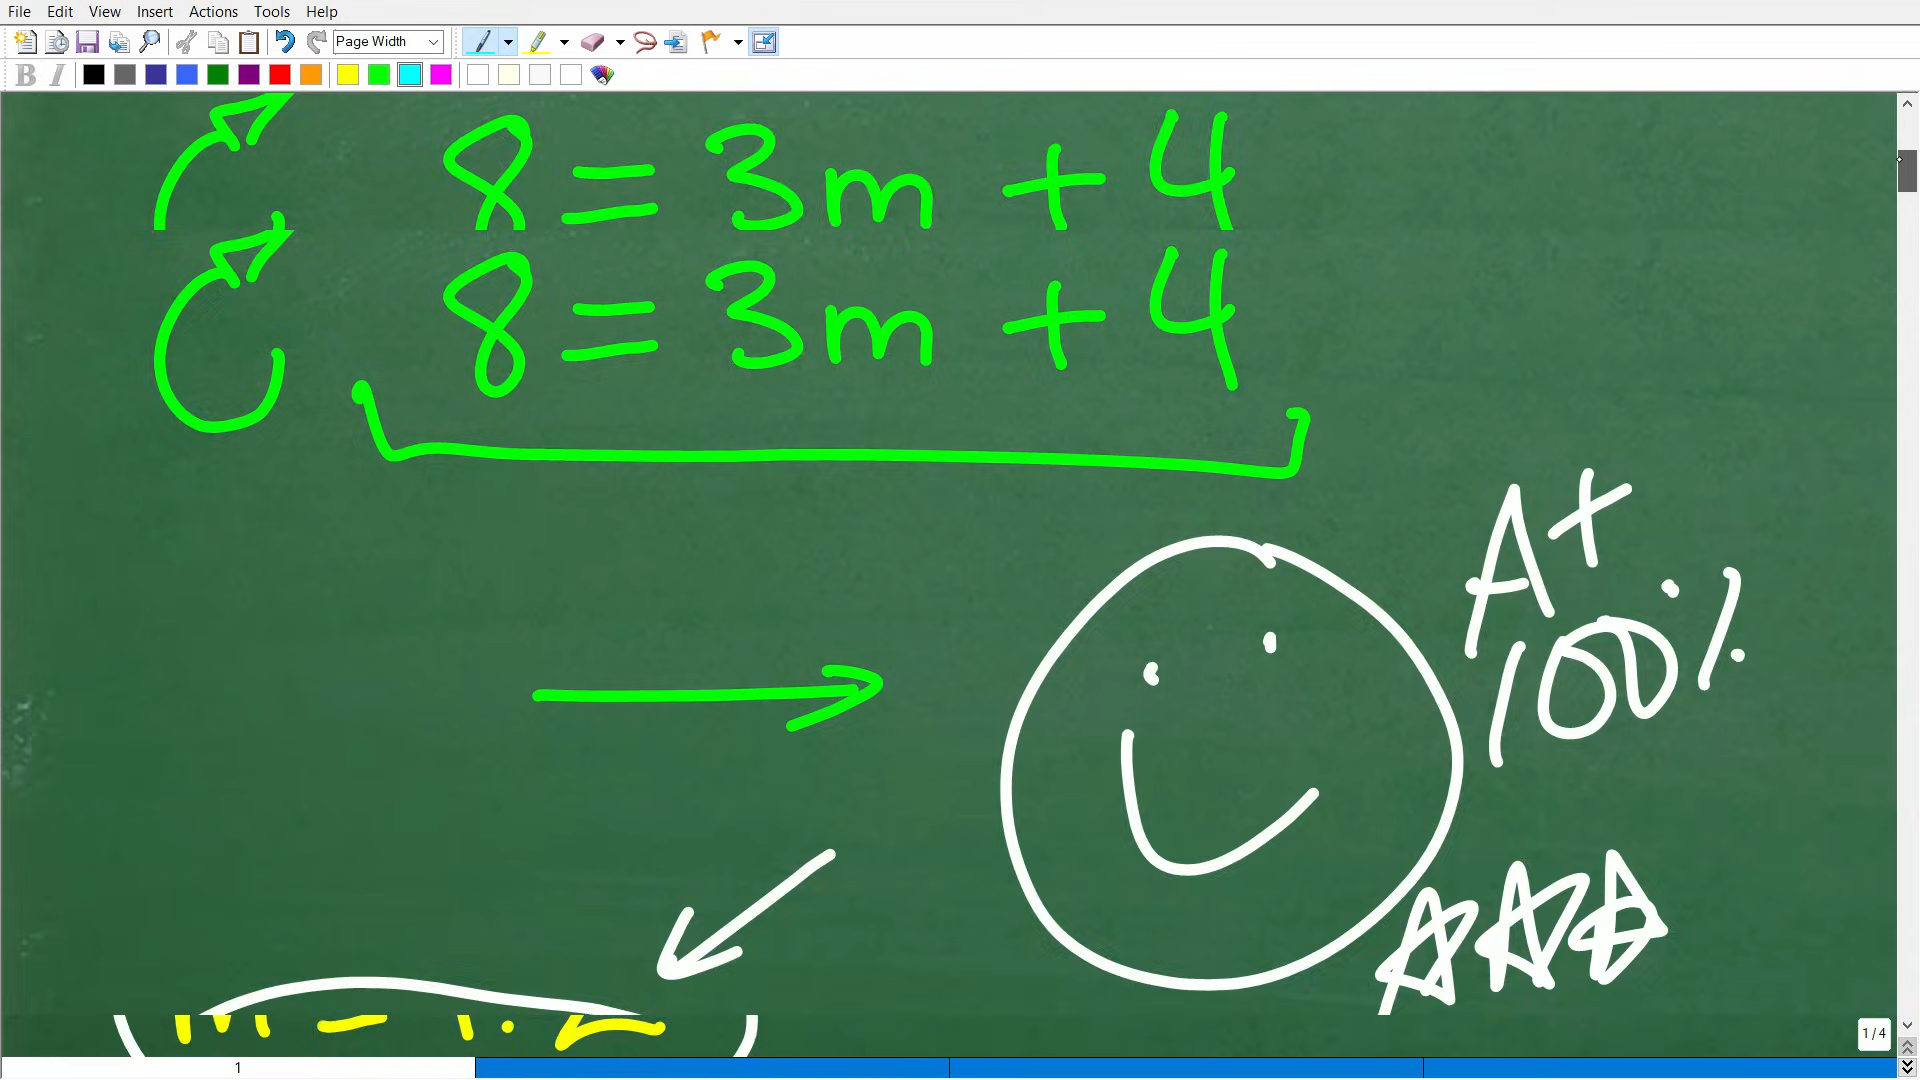 File Edit View Insert Actions Tools Help
Page Width
B I
8 = 3m + 4
8 = 3m + 4
A+
100%
1 / 4
1